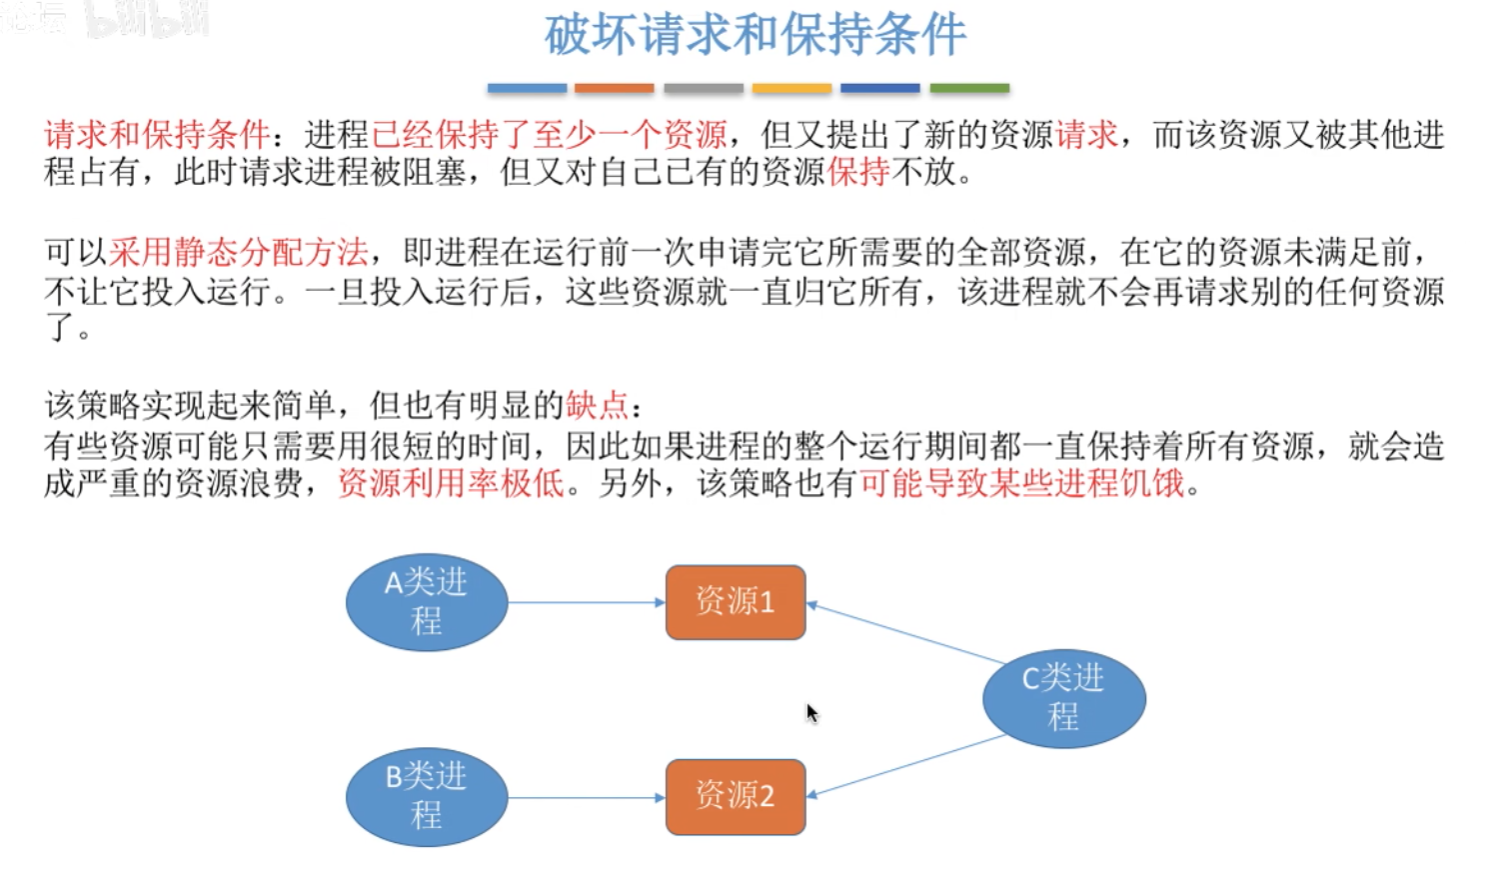 破坏请求和保持条件
请求和保持条件：进程已经保持了至少一个资源，但又提出了新的资源请求，而该资源又被其他进
程占有，此时请求进程被阻塞，但又对自己已有的资源保持不放。
可以采用静态分配方法，即进程在运行前一次申请完它所需要的全部资源，在它的资源未满足前，
不让它投入运行。一旦投入运行后，这些资源就一直归它所有，该进程就不会再请求别的任何资源
了。
该策略实现起来简单，但也有明显的缺点：
有些资源可能只需要用很短的时间，因此如果进程的整个运行期间都一直保持着所有资源，就会造
成严重的资源浪费，资源利用率极低。另外，该策略也有可能导致某些进程饥饿。
A类进
程
资源1
C类进
程
B类进
程
资源2